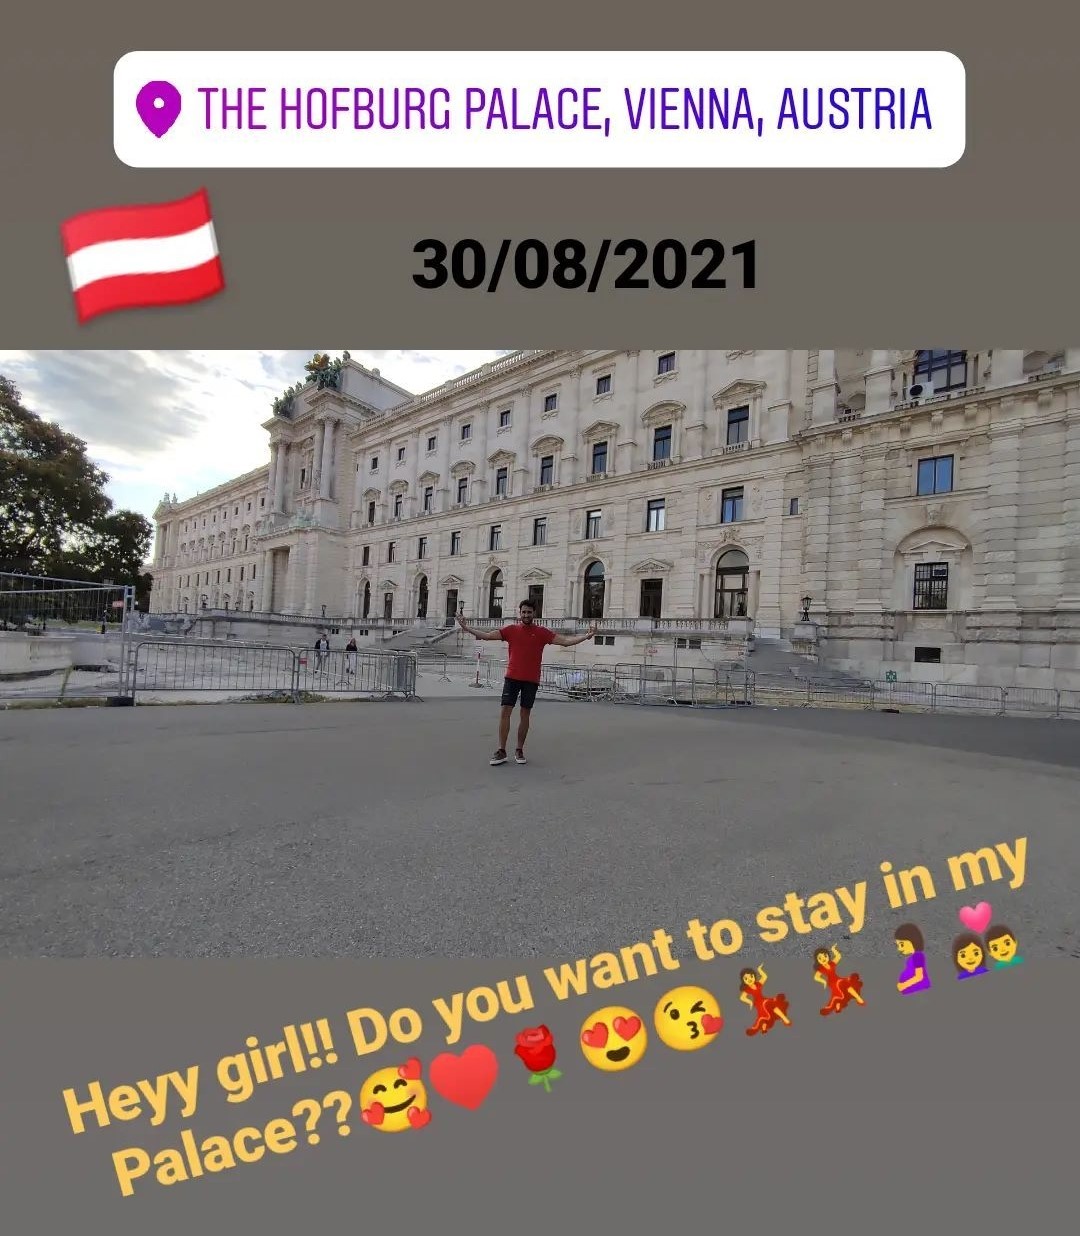 THE HOFBURG PALACE, VIENNA, AUSTRIA
30/08/2021
Heyy girl!! Do you want to stay in my
Palace??🥰♥️🌹😍😘💃💃🤰👩‍❤️‍👨